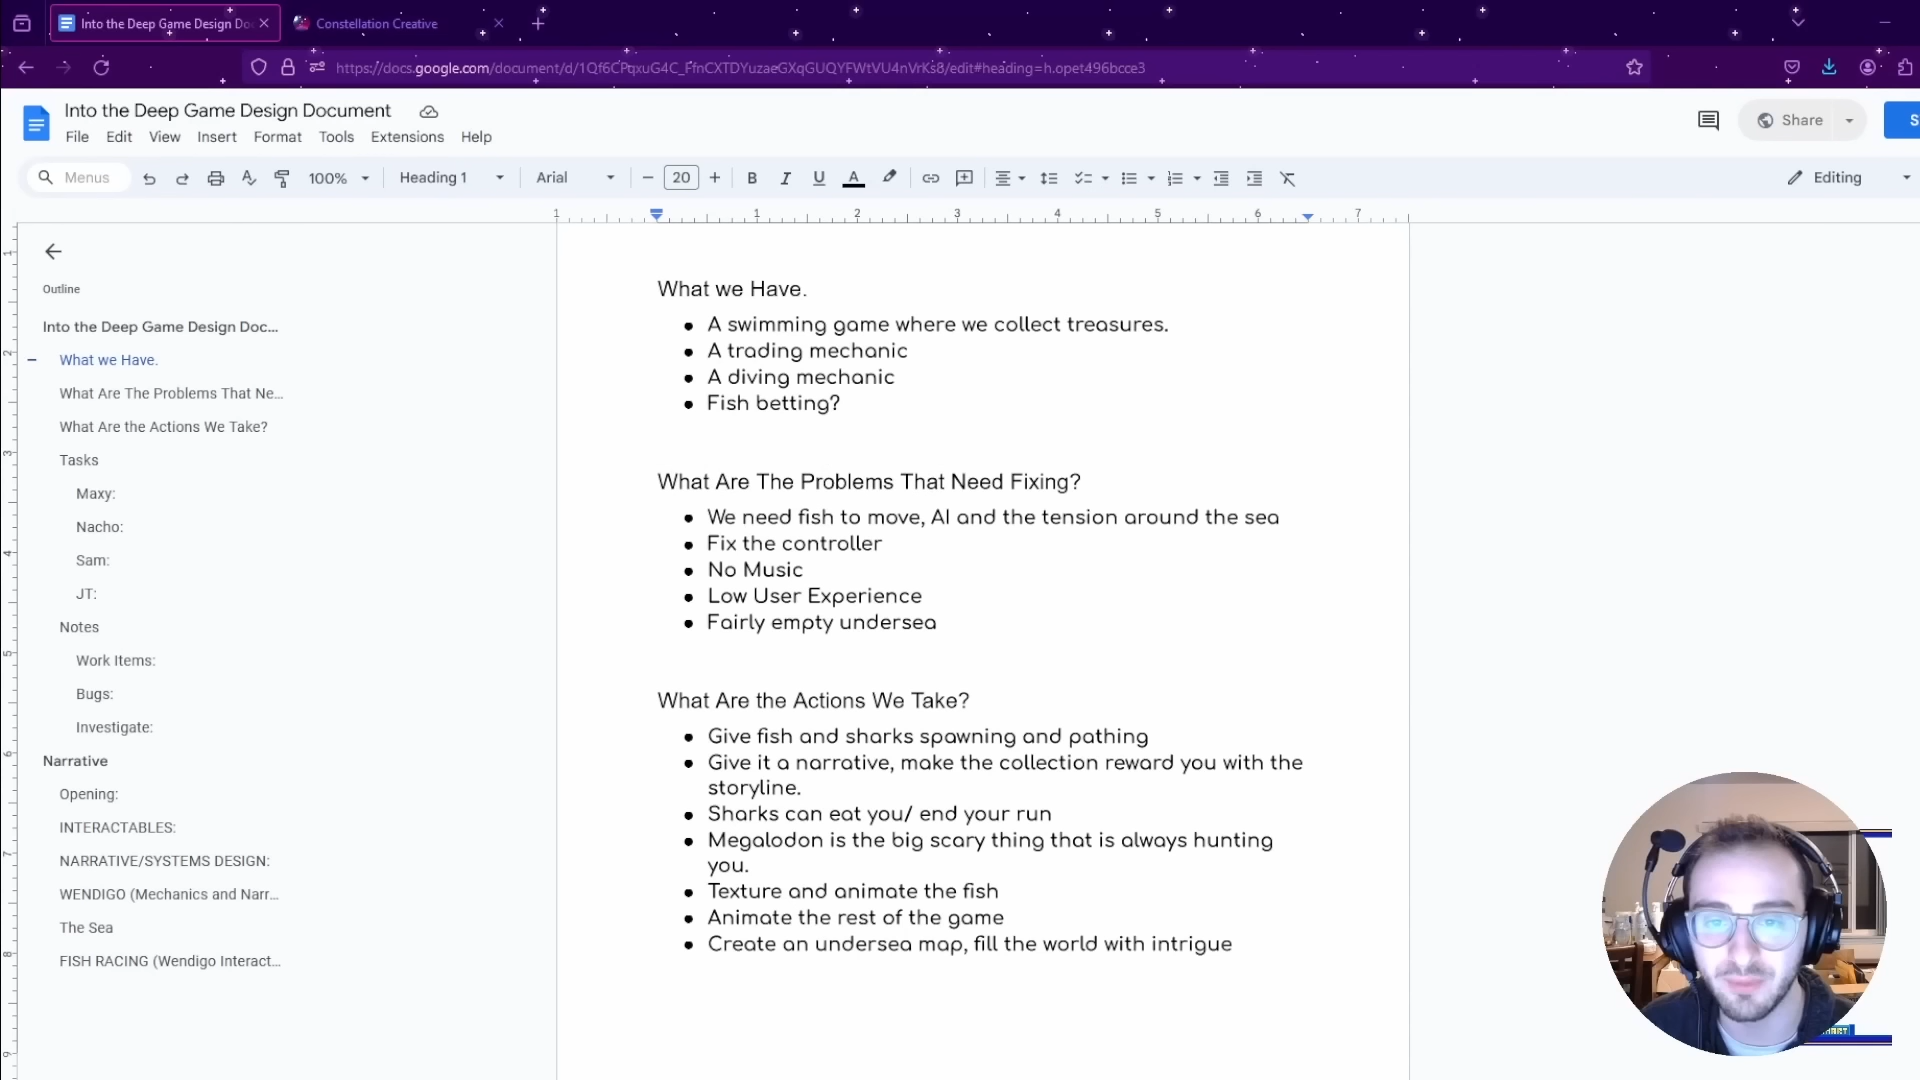 Into the Deep Game Design Do
Constellation Creative
Into the Deep Game Design Document
File Edit View Insert Format Tools Extensions Help
Share
Menus
100%
Heading 1
Arial
20
Editing
1 1 2 3 4 5 6 7
Outline
Into the Deep Game Design Doc...
What we Have.
What Are The Problems That Ne...
What Are the Actions We Take?
Tasks
Maxy:
Nacho:
Sam:
JT:
Notes
Work Items:
Bugs:
Investigate:
Narrative
Opening:
INTERACTABLES:
NARRATIVE/SYSTEMS DESIGN:
WENDIGO (Mechanics and Narr...
The Sea
FISH RACING (Wendigo Interact...
What we Have.
● A swimming game where we collect treasures.
● A trading mechanic
● A diving mechanic
● Fish betting?
What Are The Problems That Need Fixing?
● We need fish to move, AI and the tension around the sea
● Fix the controller
● No Music
● Low User Experience
● Fairly empty undersea
What Are the Actions We Take?
● Give fish and sharks spawning and pathing
● Give it a narrative, make the collection reward you with the
storyline.
● Sharks can eat you/ end your run
● Megalodon is the big scary thing that is always hunting
you.
● Texture and animate the fish
● Animate the rest of the game
● Create an undersea map, fill the world with intrigue